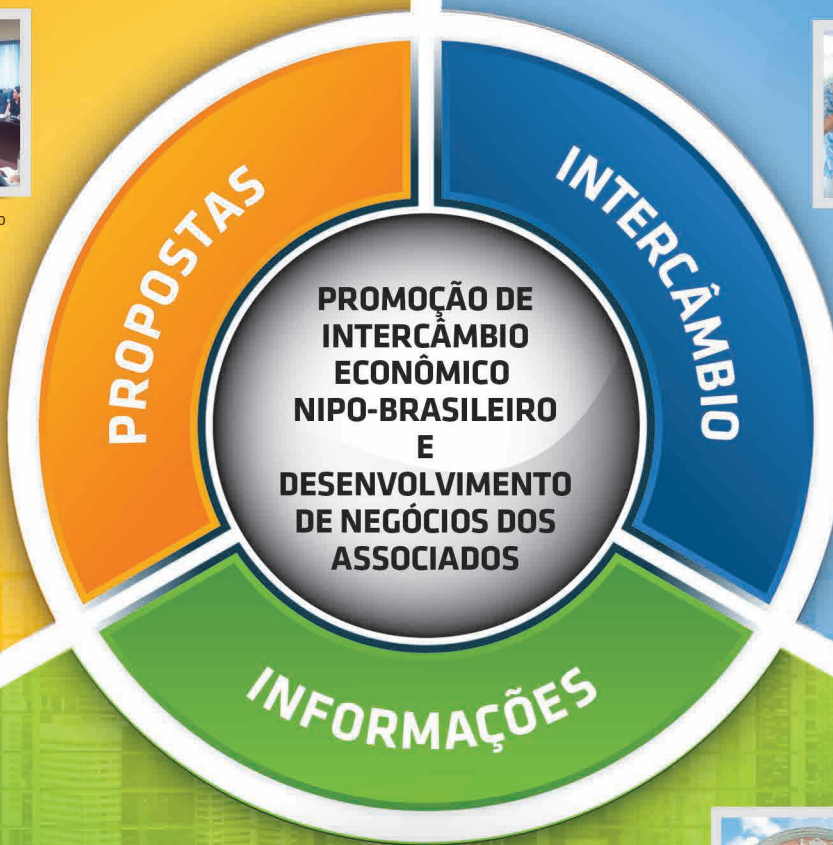 PROPOSTAS
INTERCÂMBIO
PROMOÇÃO DE
INTERCÂMBIO
ECONÔMICO
NIPO-BRASILEIRO
E
DESENVOLVIMENTO
DE NEGÓCIOS DOS
ASSOCIADOS
INFORMAÇÕES